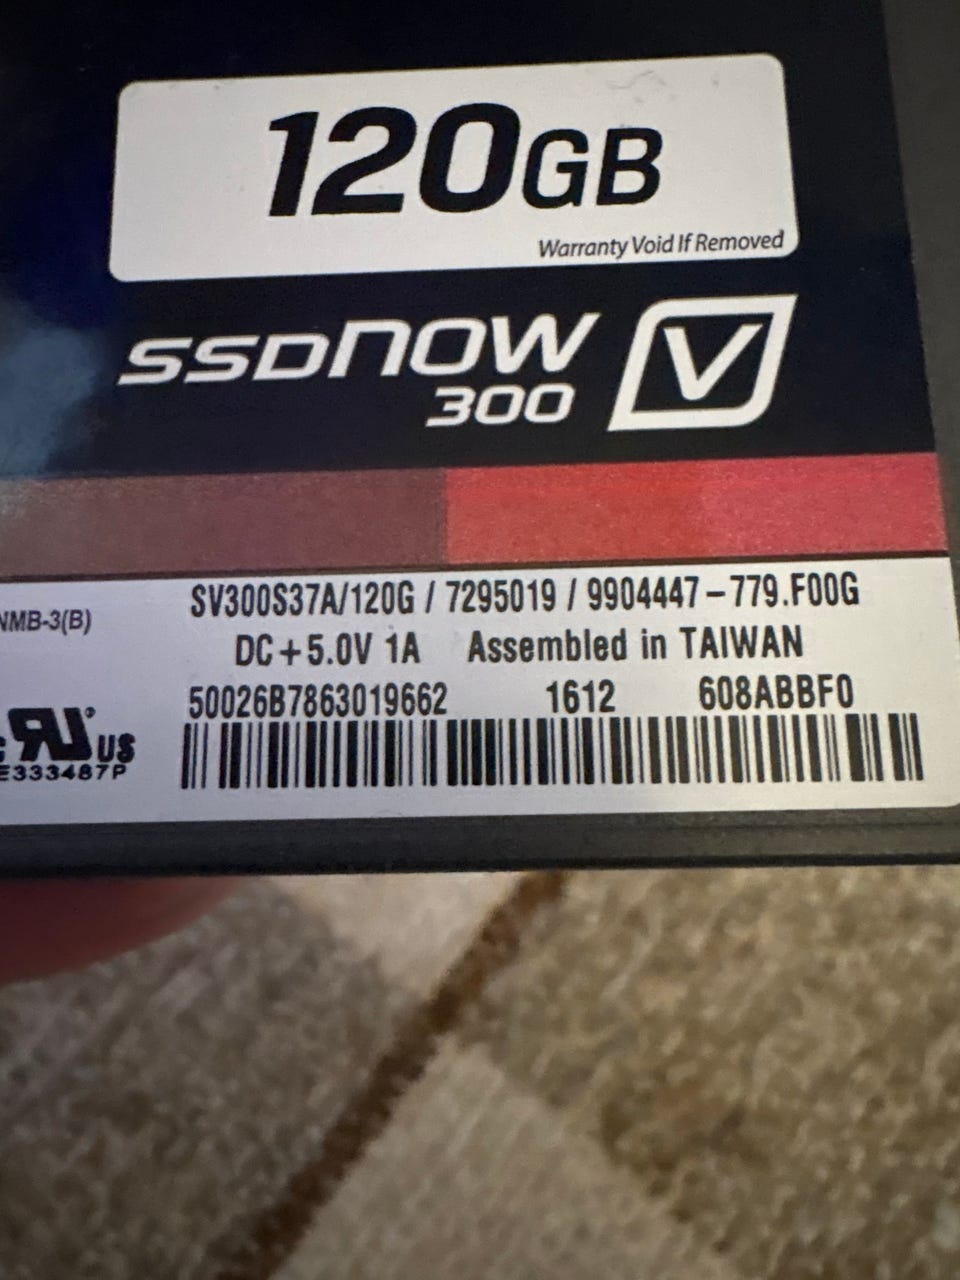 120GB
Warranty Void If Removed
SSDNOW
300 V
NMB-3(B)
SV300S37A/120G / 7295019 / 9904447-779.F00G
DC+5.0V 1A Assembled in TAIWAN
50026B7863019662 1612 608ABBF0
US
E333487P